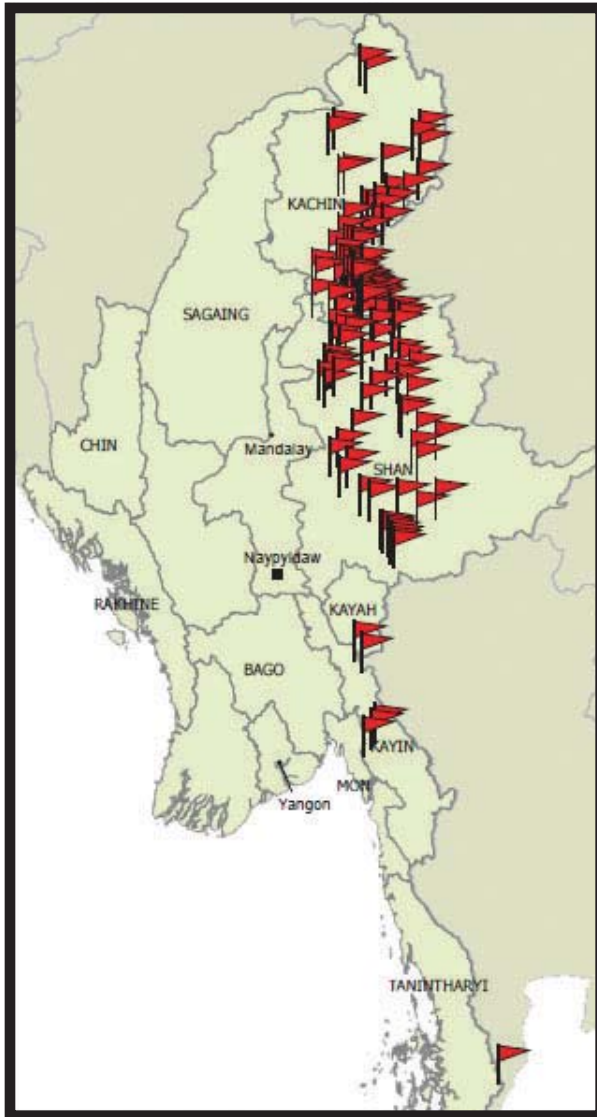 KACHIN
SAGAING
CHIN
Mandalay
SHAN
Naypyidaw
RAKHINE
KAYAH
BAGO
KAYIN
MON
Yangon
TANINTHARYI